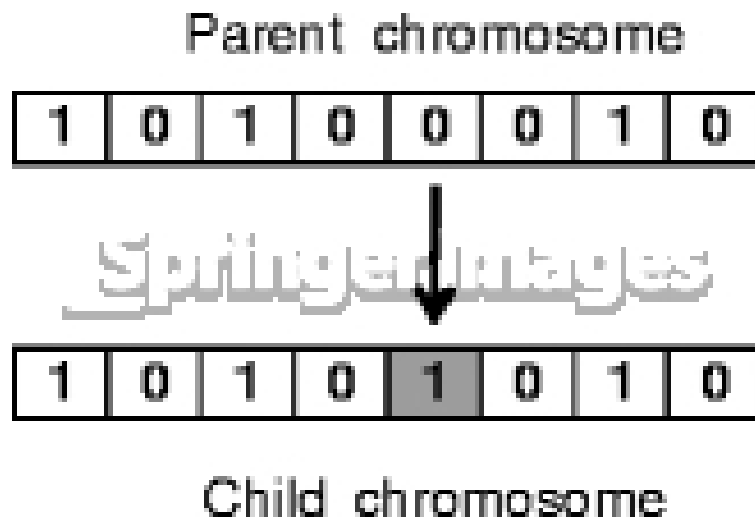 Parent chromosome
1 0 1 0 0 0 1 0
SpringerImages
1 0 1 0 1 0 1 0
Child chromosome